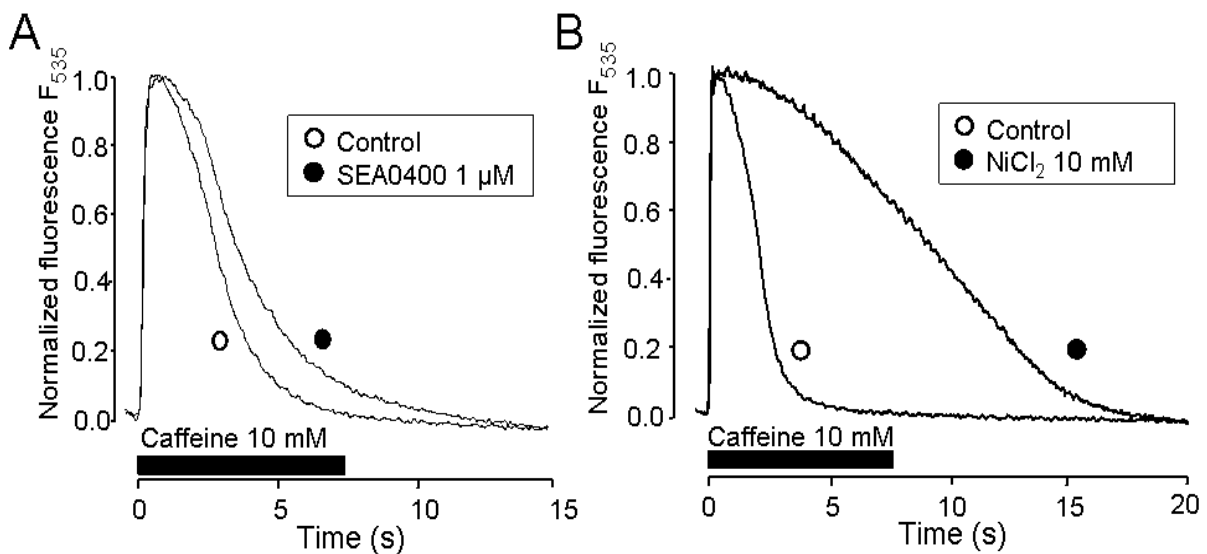 A
Normalized fluorescence F535
1.0
0.8
0.6
0.4
0.2
0.0
Control
SEA0400 1 µM
Caffeine 10 mM
0 5 10 15
Time (s)
B
Normalized fluorescence F535
1.0
0.8
0.6
0.4
0.2
0.0
Control
NiCl2 10 mM
Caffeine 10 mM
0 5 10 15 20
Time (s)